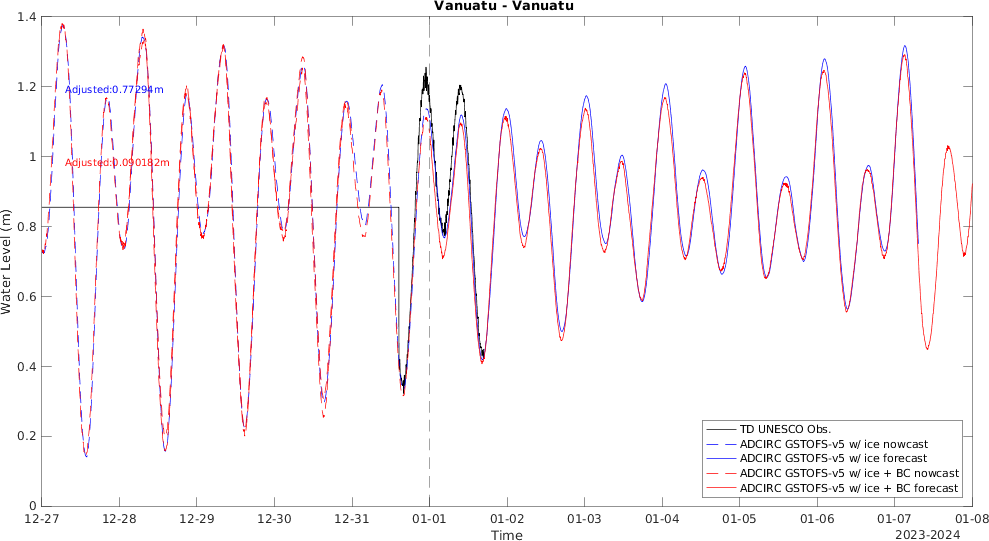 Vanuatu - Vanuatu
1.4
1.2
1
0.8
0.6
0.4
0.2
0
Water Level (m)
Adjusted:0.77294m
Adjusted:0.090182m
TD UNESCO Obs.
ADCIRC GSTOFS-v5 w/ ice nowcast
ADCIRC GSTOFS-v5 w/ ice forecast
ADCIRC GSTOFS-v5 w/ ice + BC nowcast
ADCIRC GSTOFS-v5 w/ ice + BC forecast
12-27 12-28 12-29 12-30 12-31 01-01 01-02 01-03 01-04 01-05 01-06 01-07 01-08
Time
2023-2024